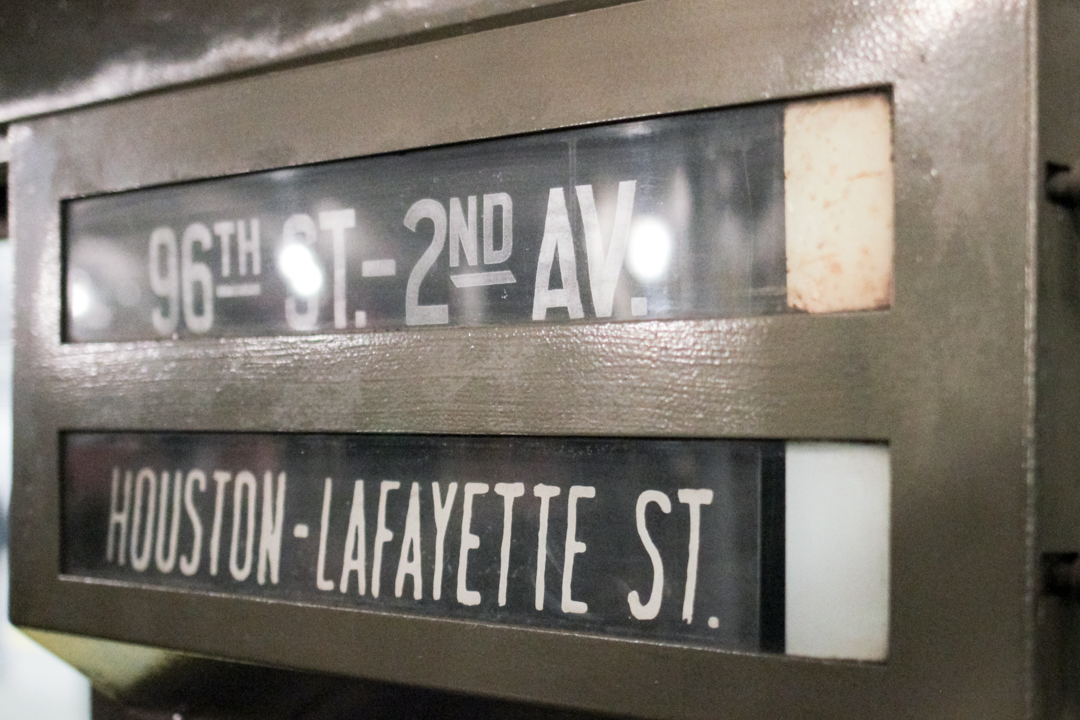 96TH ST.-2ND AV.
HOUSTON-LAFAYETTE ST.